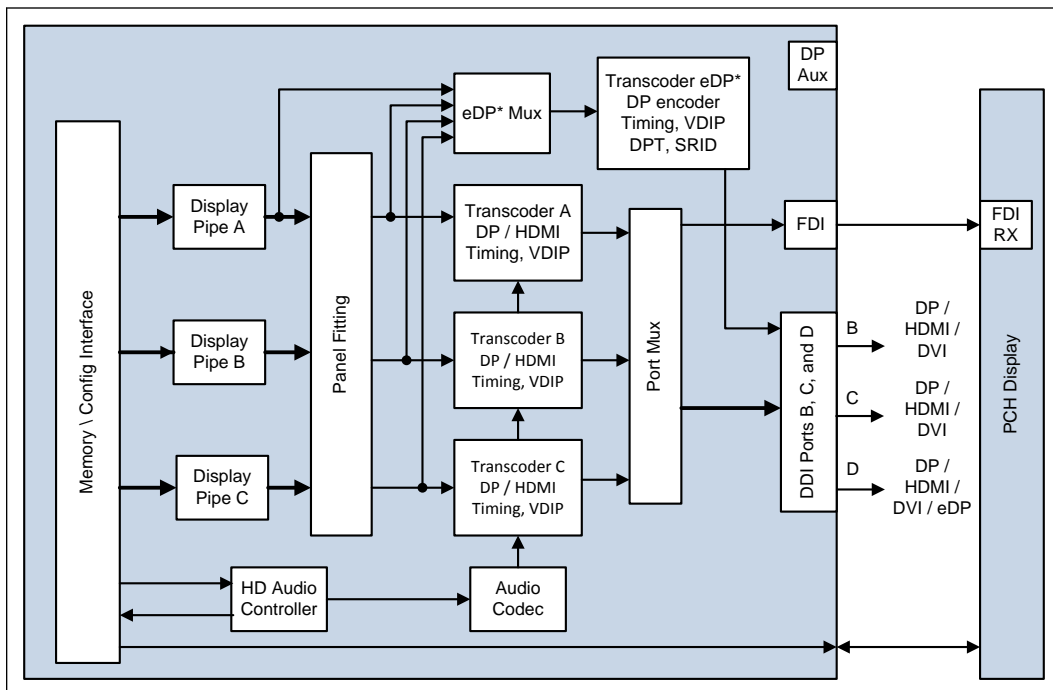 DP
Aux
Transcoder eDP*
DP encoder
Timing, VDIP
DPT, SRID
eDP* Mux
Memory \ Config Interface
Display
Pipe A
Display
Pipe B
Display
Pipe C
Panel Fitting
Transcoder A
DP / HDMI
Timing, VDIP
Transcoder B
DP / HDMI
Timing, VDIP
Transcoder C
DP / HDMI
Timing, VDIP
Port Mux
FDI
FDI
RX
DDI Ports B, C, and D
B
DP /
HDMI /
DVI
C
DP /
HDMI /
DVI
D
DP /
HDMI /
DVI / eDP
PCH Display
HD Audio
Controller
Audio
Codec